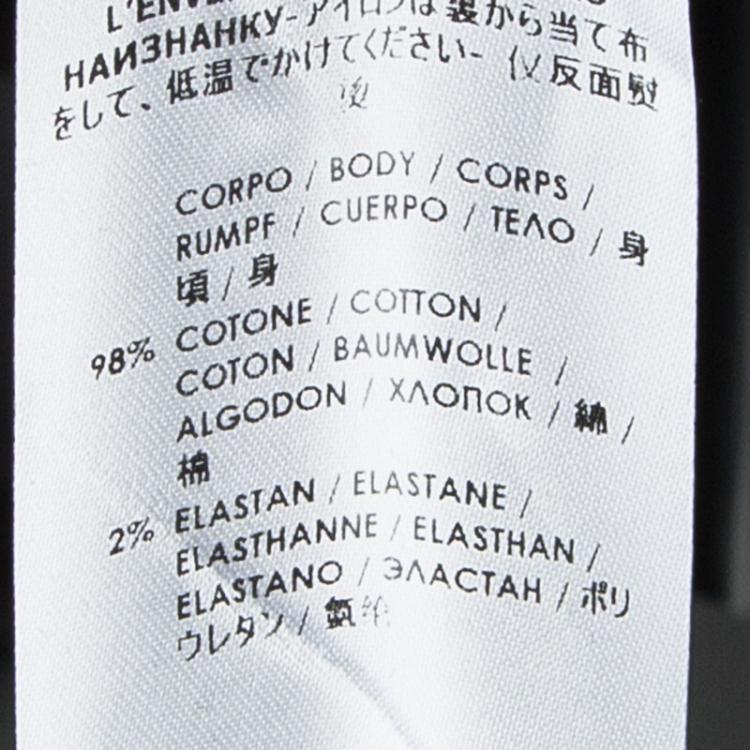 L'ENVE
НАИЗНАНКУ-アイロンは裏から当て布
をして、低温でかけてください- 仅反面熨
烫
CORPO / BODY / CORPS /
RUMPF / CUERPO / ТЕЛО / 身
頃 / 身
98% COTONE / COTTON /
COTON / BAUMWOLLE /
ALGODON / ХЛОПОК / 綿 /
棉
2% ELASTAN / ELASTANE /
ELASTHANNE / ELASTHAN /
ELASTANO / ЭЛАСТАН / ポリ
ウレタン / 氨纶